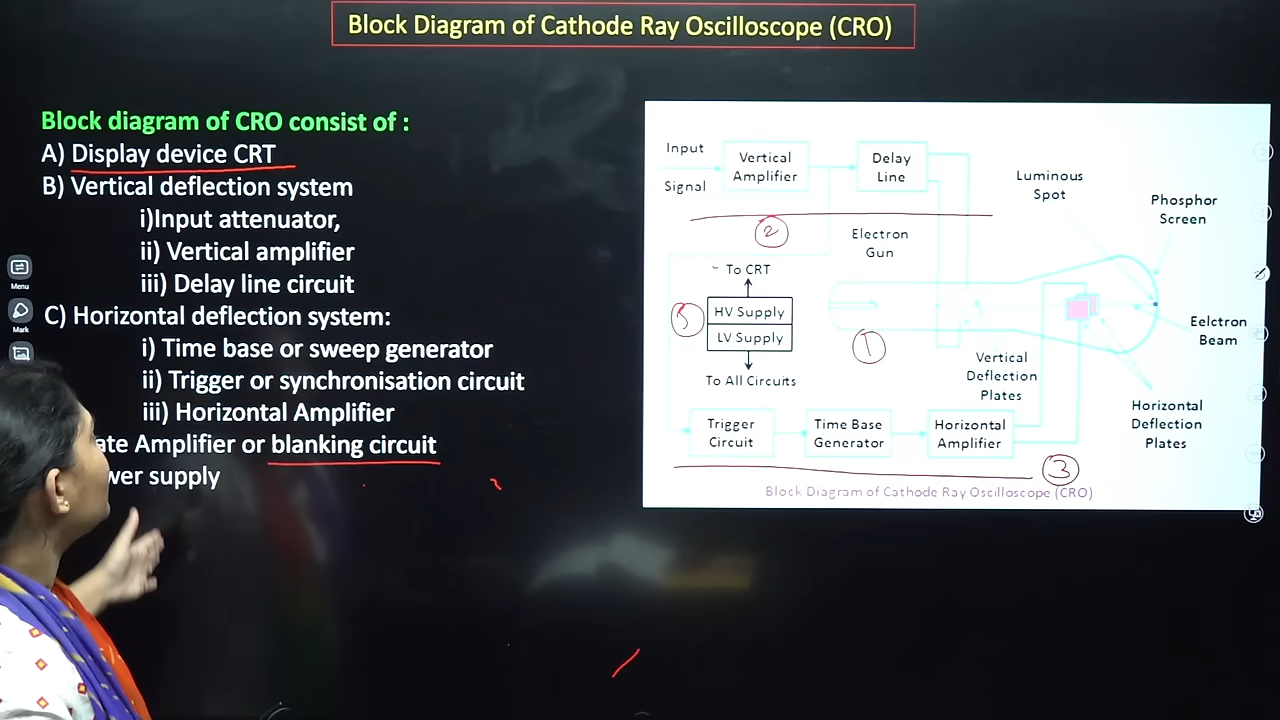 Block Diagram of Cathode Ray Oscilloscope (CRO)
Block diagram of CRO consist of :
A) Display device CRT
B) Vertical deflection system
i)Input attenuator,
ii) Vertical amplifier
iii) Delay line circuit
C) Horizontal deflection system:
i) Time base or sweep generator
ii) Trigger or synchronisation circuit
iii) Horizontal Amplifier
Amplifier or blanking circuit
supply
Menu
Mark
Input
Signal
Vertical
Amplifier
Delay
Line
Luminous
Spot
Phosphor
Screen
2
Electron
Gun
To CRT
HV Supply
LV Supply
To All Circuits
5
1
Eelctron
Beam
Vertical
Deflection
Plates
Horizontal
Deflection
Plates
Trigger
Circuit
Time Base
Generator
Horizontal
Amplifier
3
Block Diagram of Cathode Ray Oscilloscope (CRO)